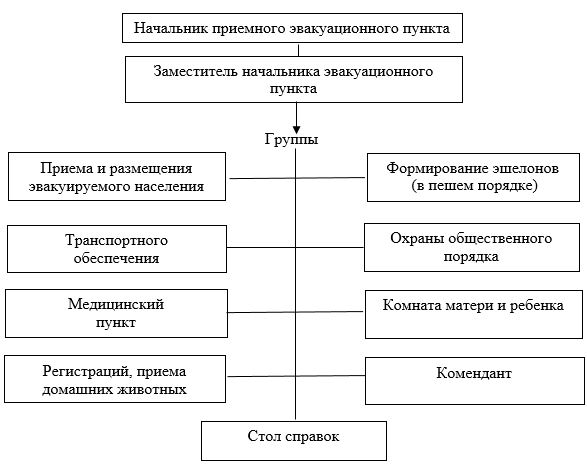 Начальник приемного эвакуационного пункта
Заместитель начальника эвакуационного
пункта
Группы
Приема и размещения
эвакуируемого населения
Формирование эшелонов
(в пешем порядке)
Транспортного
обеспечения
Охраны общественного
порядка
Медицинский
пункт
Комната матери и ребенка
Регистраций, приема
домашних животных
Комендант
Стол справок